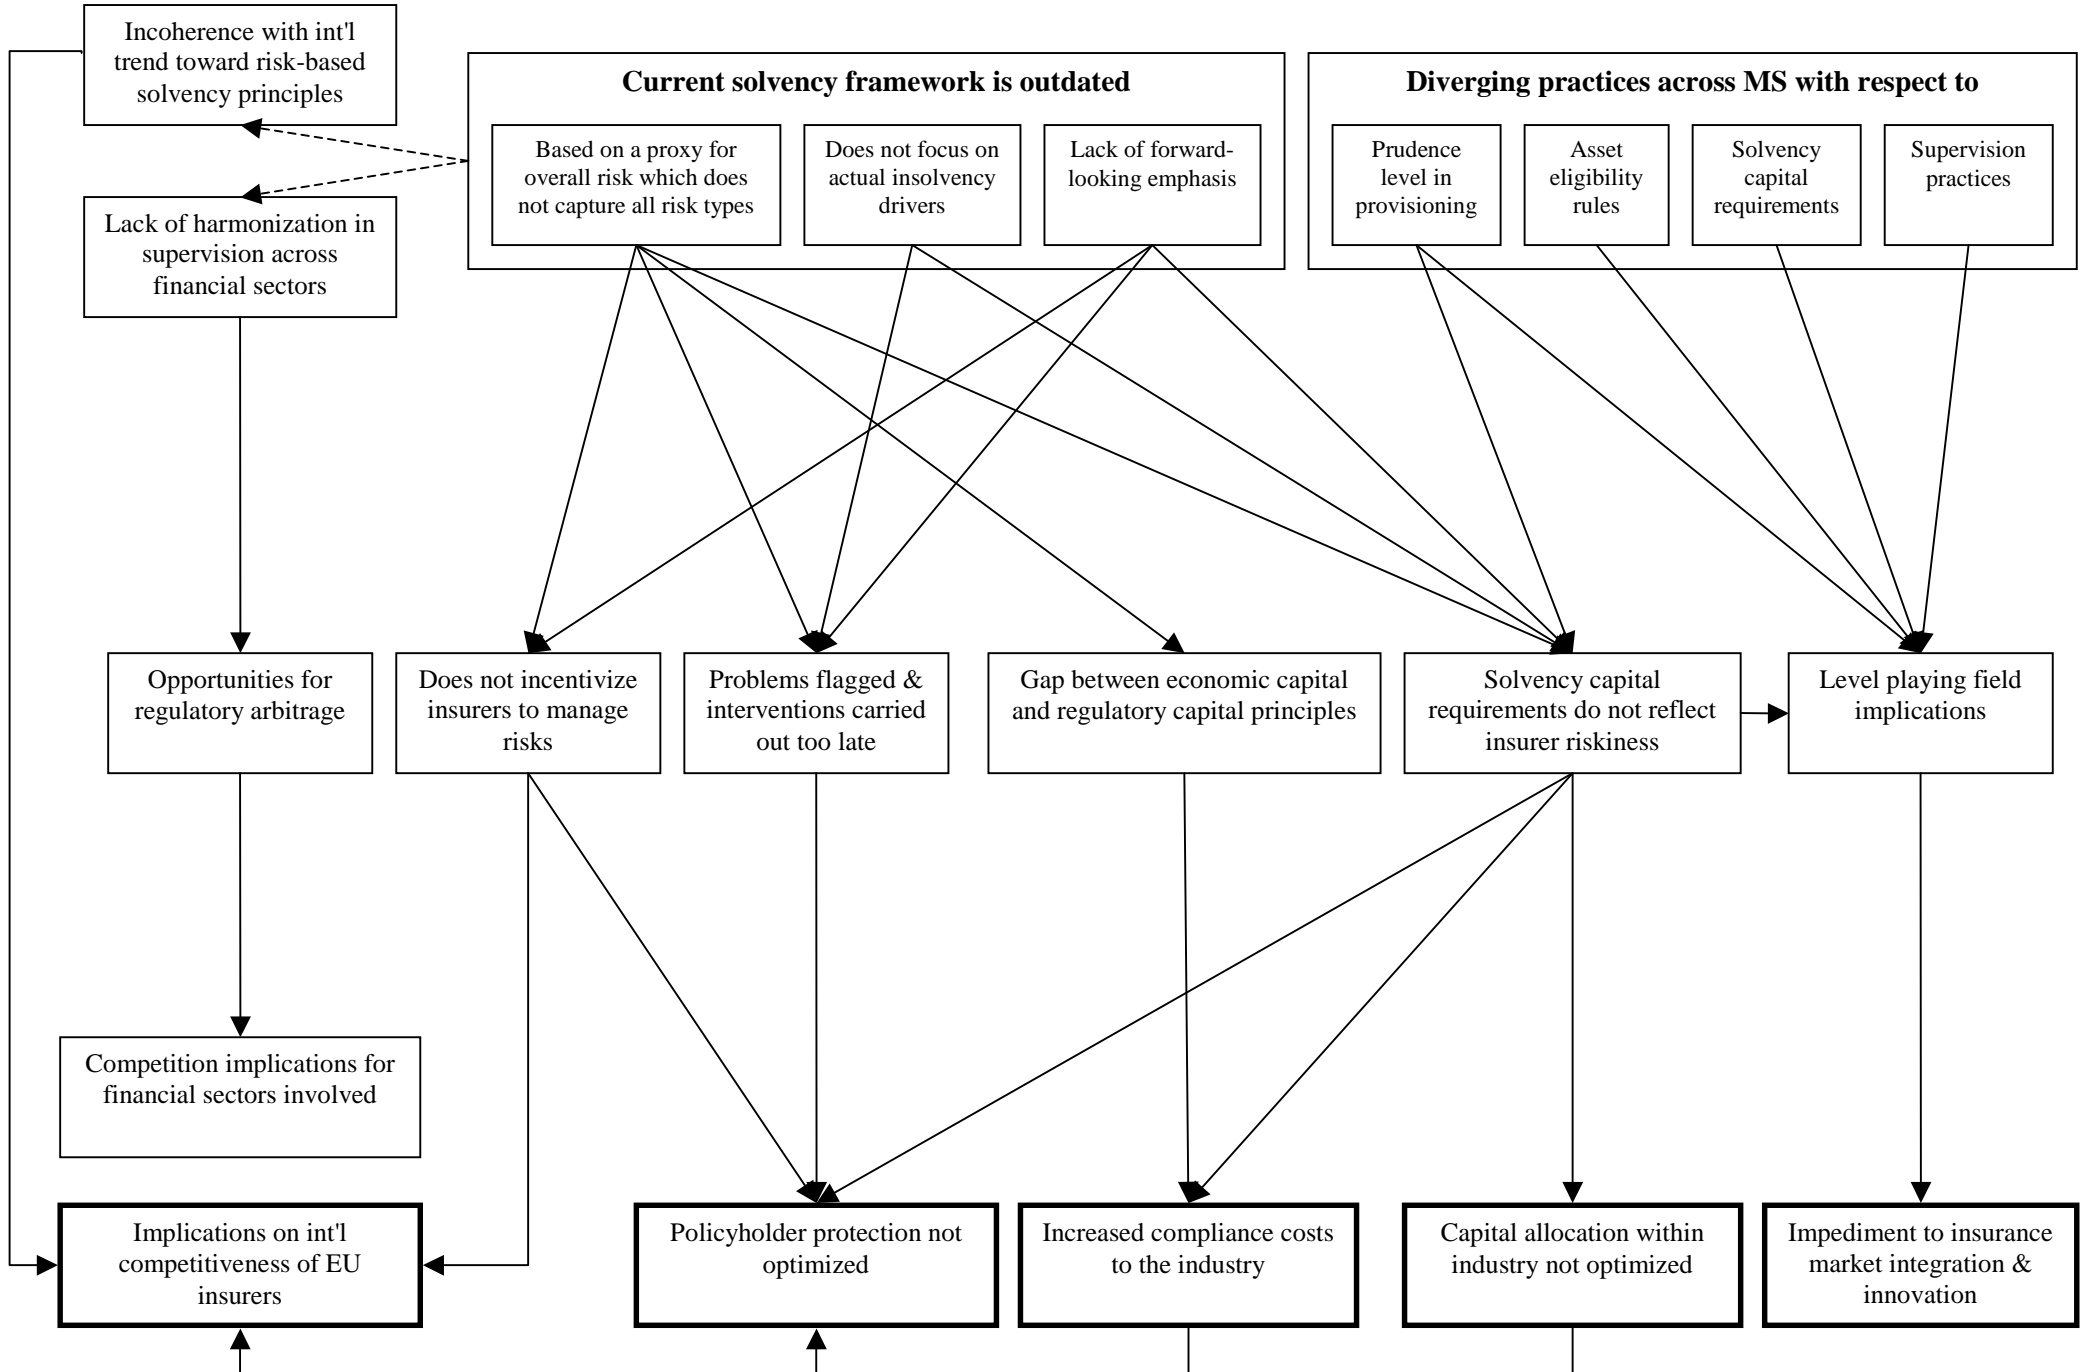 Incoherence with int'l
trend toward risk-based
solvency principles
Current solvency framework is outdated
Diverging practices across MS with respect to
Based on a proxy for
overall risk which does
not capture all risk types
Does not focus on
actual insolvency
drivers
Lack of forward-
looking emphasis
Prudence
level in
provisioning
Asset
eligibility
rules
Solvency
capital
requirements
Supervision
practices
Lack of harmonization in
supervision across
financial sectors
Opportunities for
regulatory arbitrage
Does not incentivize
insurers to manage
risks
Problems flagged &
interventions carried
out too late
Gap between economic capital
and regulatory capital principles
Solvency capital
requirements do not reflect
insurer riskiness
Level playing field
implications
Competition implications for
financial sectors involved
Implications on int'l
competitiveness of EU
insurers
Policyholder protection not
optimized
Increased compliance costs
to the industry
Capital allocation within
industry not optimized
Impediment to insurance
market integration &
innovation